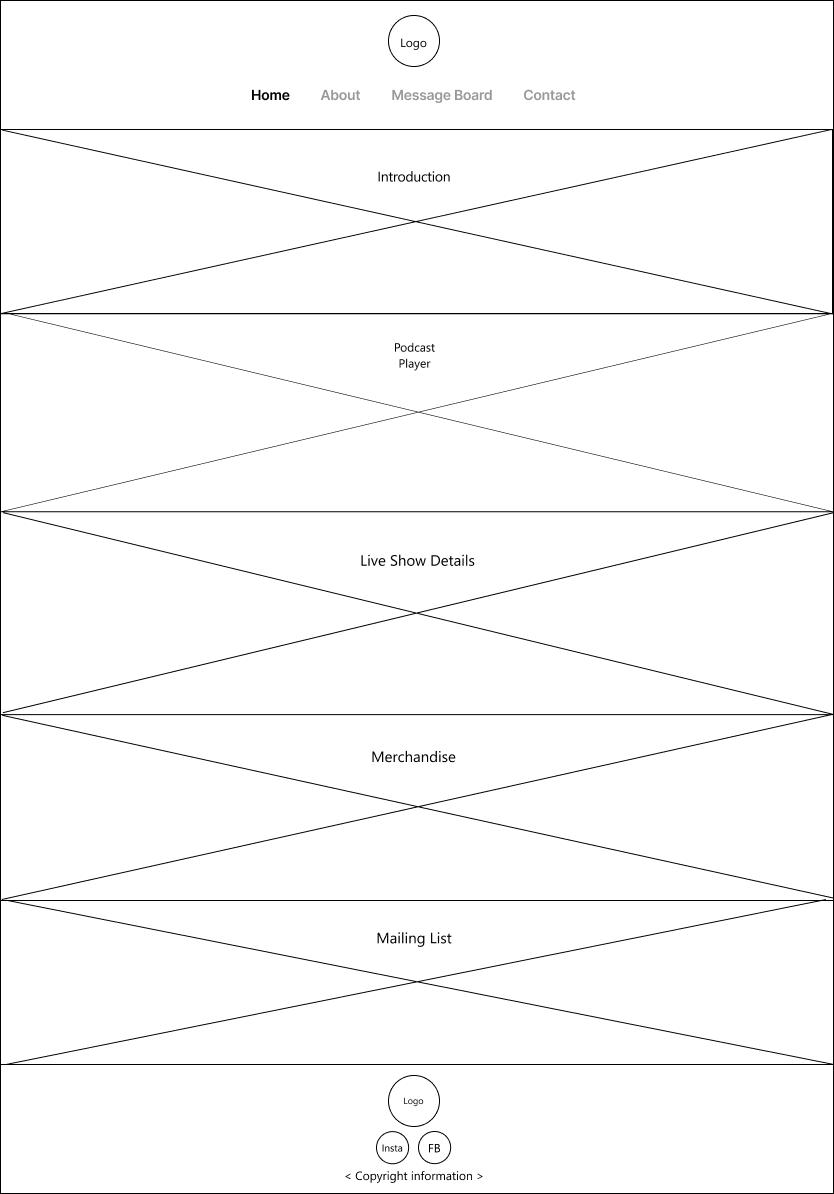 Logo
Home About Message Board Contact
Introduction
Podcast
Player
Live Show Details
Merchandise
Mailing List
Logo
Insta FB
< Copyright information >